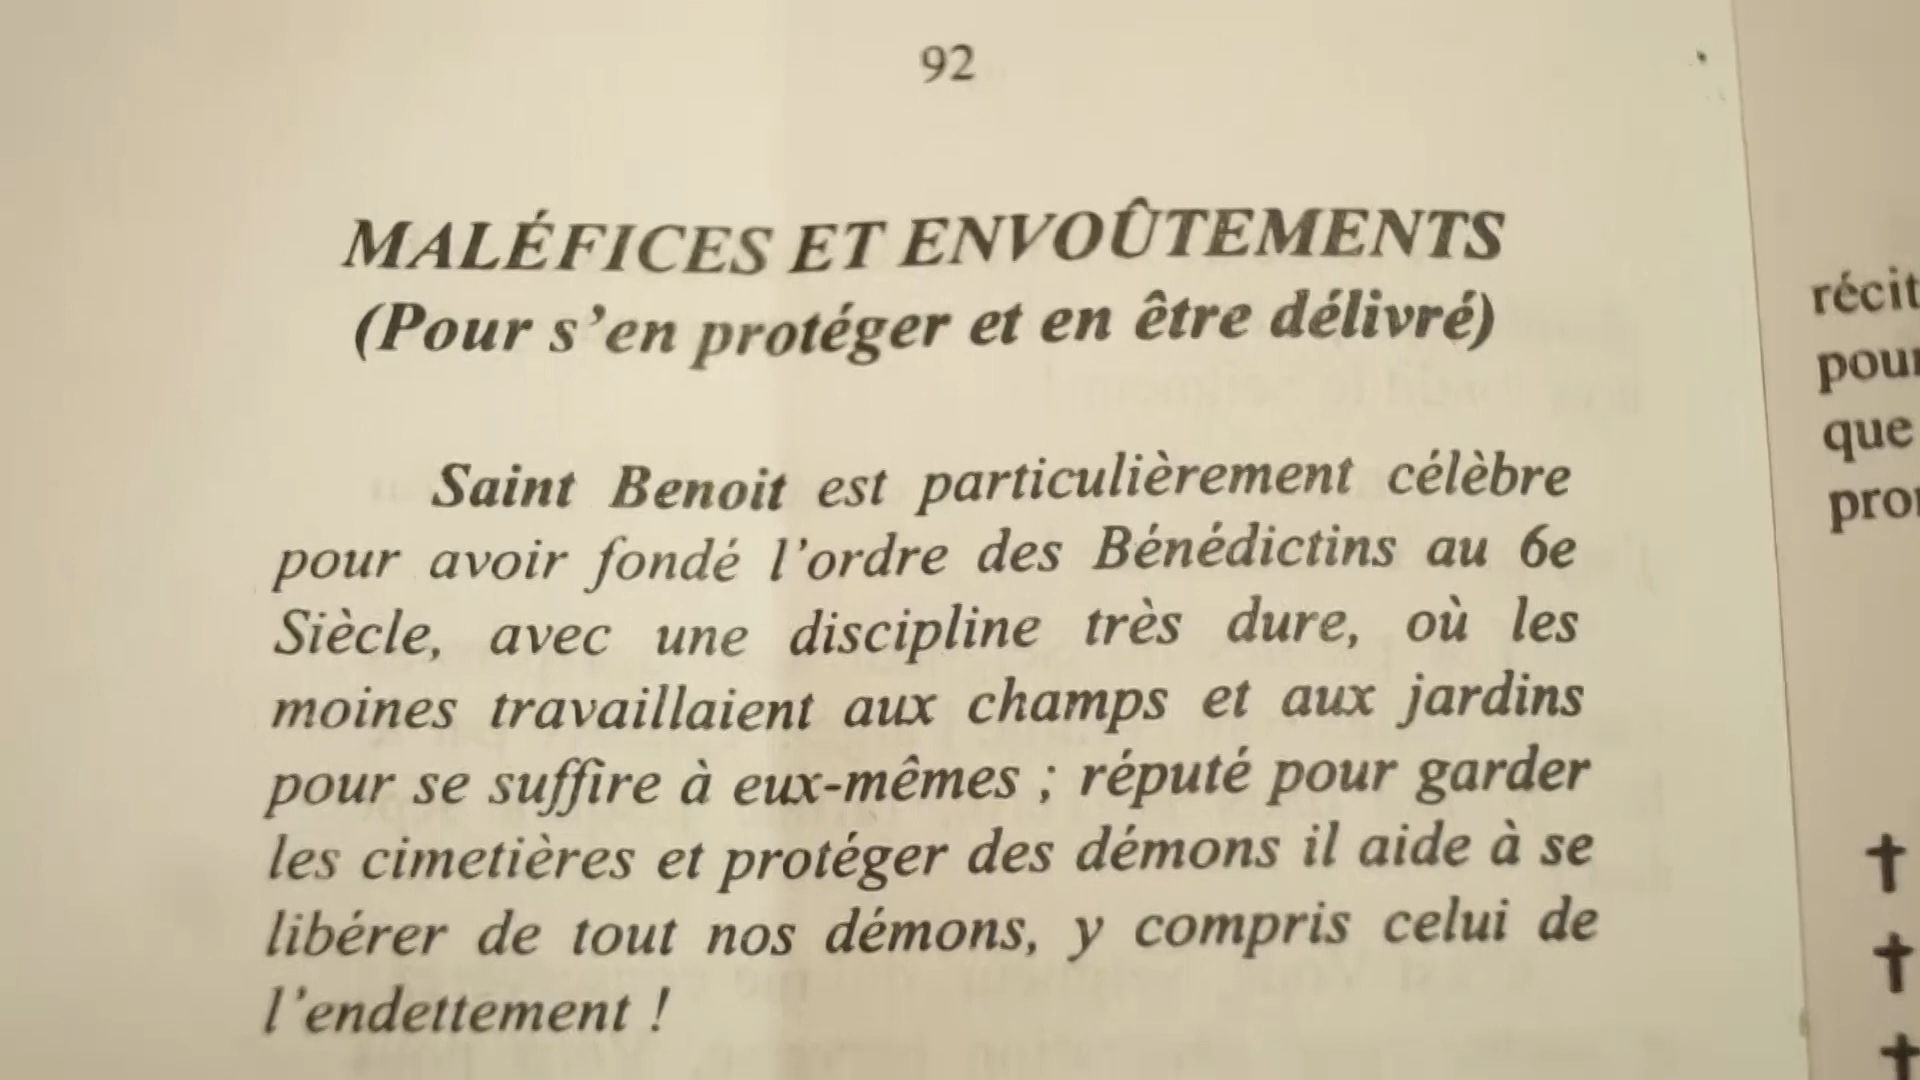 92
MALÉFICES ET ENVOÛTEMENTS
(Pour s'en protéger et en être délivré)
Saint Benoit est particulièrement célèbre
pour avoir fondé l'ordre des Bénédictins au 6e
Siècle, avec une discipline très dure, où les
moines travaillaient aux champs et aux jardins
pour se suffire à eux-mêmes ; réputé pour garder
les cimetières et protéger des démons il aide à se
libérer de tout nos démons, y compris celui de
l'endettement !
récit
pour
que